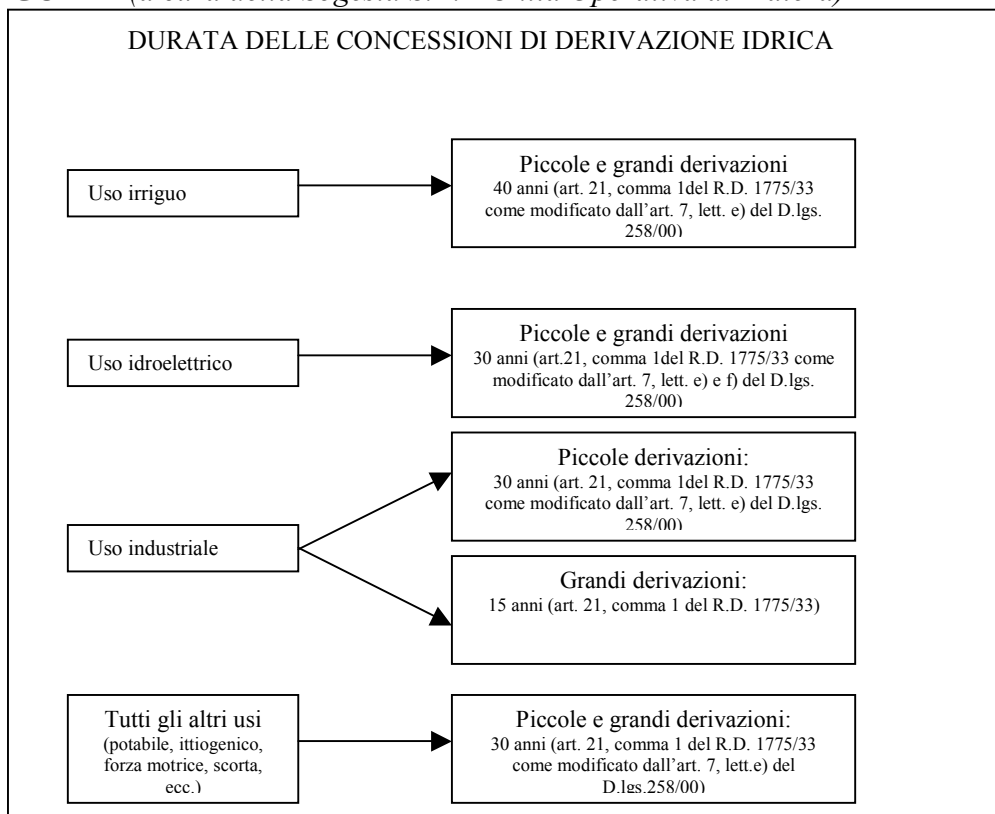 DURATA DELLE CONCESSIONI DI DERIVAZIONE IDRICA
Uso irriguo
Piccole e grandi derivazioni
40 anni (art. 21, comma 1del R.D. 1775/33
come modificato dall'art. 7, lett. e) del D.lgs.
258/00)
Uso idroelettrico
Piccole e grandi derivazioni
30 anni (art.21, comma 1del R.D. 1775/33 come
modificato dall'art. 7, lett. e) e f) del D.lgs.
258/00)
Uso industriale
Piccole derivazioni:
30 anni (art. 21, comma 1del R.D. 1775/33
come modificato dall'art. 7, lett. e) del D.lgs.
258/00)
Grandi derivazioni:
15 anni (art. 21, comma 1 del R.D. 1775/33)
Tutti gli altri usi
(potabile, ittiogenico,
forza motrice, scorta,
ecc.)
Piccole e grandi derivazioni:
30 anni (art. 21, comma 1 del R.D. 1775/33
come modificato dall'art. 7, lett.e) del
D.lgs.258/00)